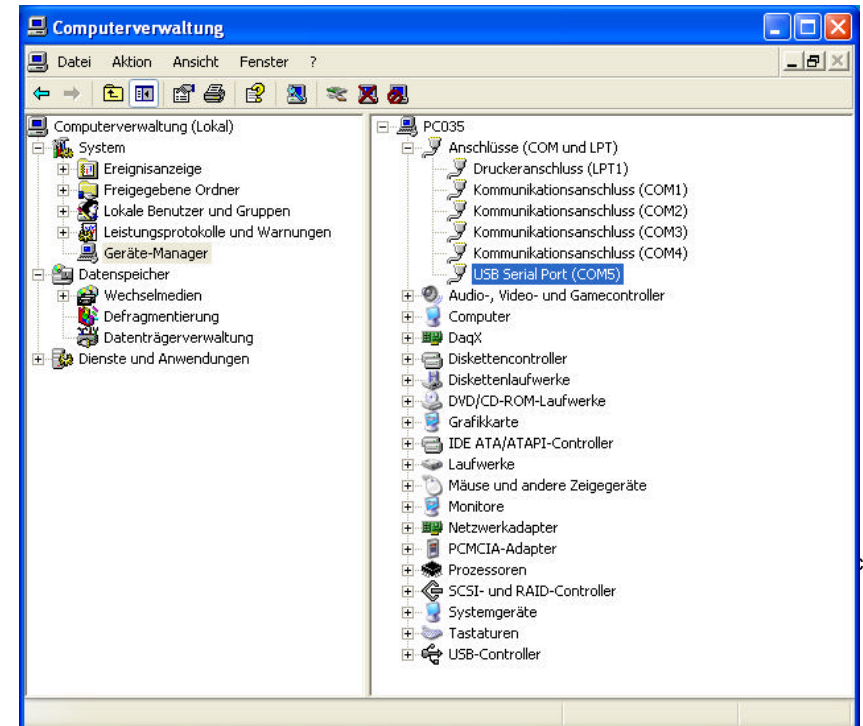 Computerverwaltung
Datei Aktion Ansicht Fenster ?
Computerverwaltung (Lokal)
System
Ereignisanzeige
Freigegebene Ordner
Lokale Benutzer und Gruppen
Leistungsprotokolle und Warnungen
Geräte-Manager
Datenspeicher
Wechselmedien
Defragmentierung
Datenträgerverwaltung
Dienste und Anwendungen
PC035
Anschlüsse (COM und LPT)
Druckeranschluss (LPT1)
Kommunikationsanschluss (COM1)
Kommunikationsanschluss (COM2)
Kommunikationsanschluss (COM3)
Kommunikationsanschluss (COM4)
USB Serial Port (COM5)
Audio-, Video- und Gamecontroller
Computer
DaqX
Diskettencontroller
Diskettenlaufwerke
DVD/CD-ROM-Laufwerke
Grafikkarte
IDE ATA/ATAPI-Controller
Laufwerke
Mäuse und andere Zeigegeräte
Monitore
Netzwerkadapter
PCMCIA-Adapter
Prozessoren
SCSI- und RAID-Controller
Systemgeräte
Tastaturen
USB-Controller